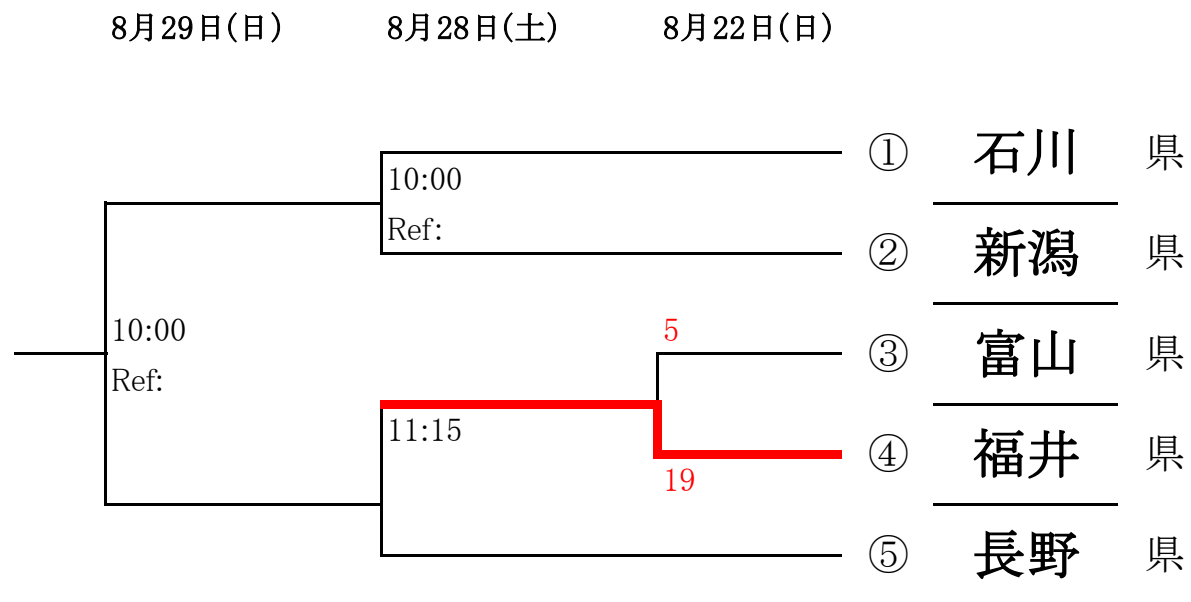 8月29日(日) 8月28日(土) 8月22日(日)
① 石川 県
10:00
Ref:
② 新潟 県
10:00
Ref:
5
③ 富山 県
11:15
④ 福井 県
19
⑤ 長野 県